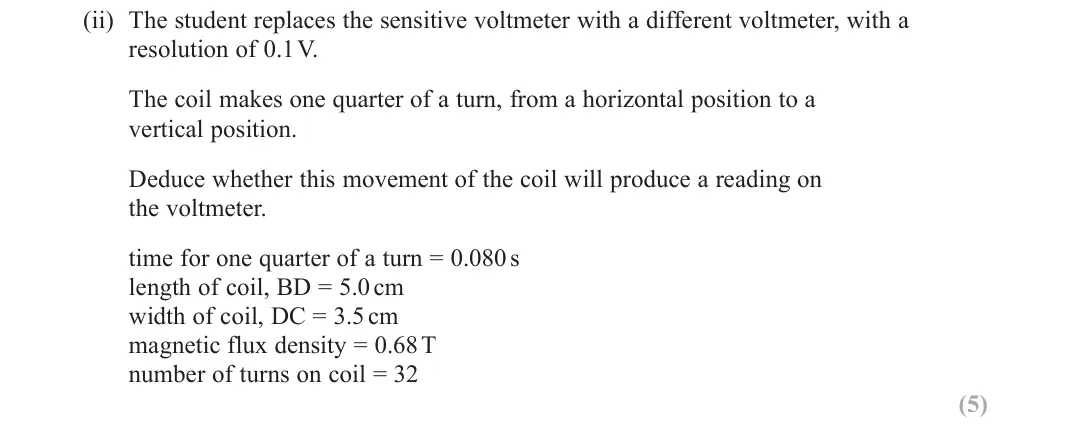 (ii) The student replaces the sensitive voltmeter with a different voltmeter, with a
resolution of 0.1 V.
The coil makes one quarter of a turn, from a horizontal position to a
vertical position.
Deduce whether this movement of the coil will produce a reading on
the voltmeter.
time for one quarter of a turn = 0.080 s
length of coil, BD = 5.0 cm
width of coil, DC = 3.5 cm
magnetic flux density = 0.68 T
number of turns on coil = 32
(5)